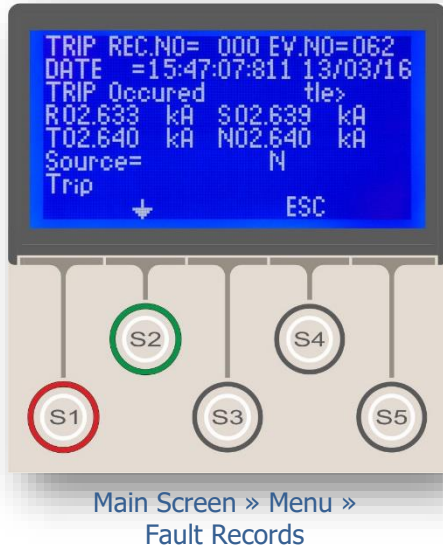 TRIP REC.NO= 000 EV.NO=062
DATE =15:47:07:811 13/03/16
TRIP Occured tle>
R02.633 kA S02.639 kA
T02.640 kA N02.640 kA
Source= N
Trip
ESC
S2 S4
S1 S3 S5
Main Screen » Menu »
Fault Records